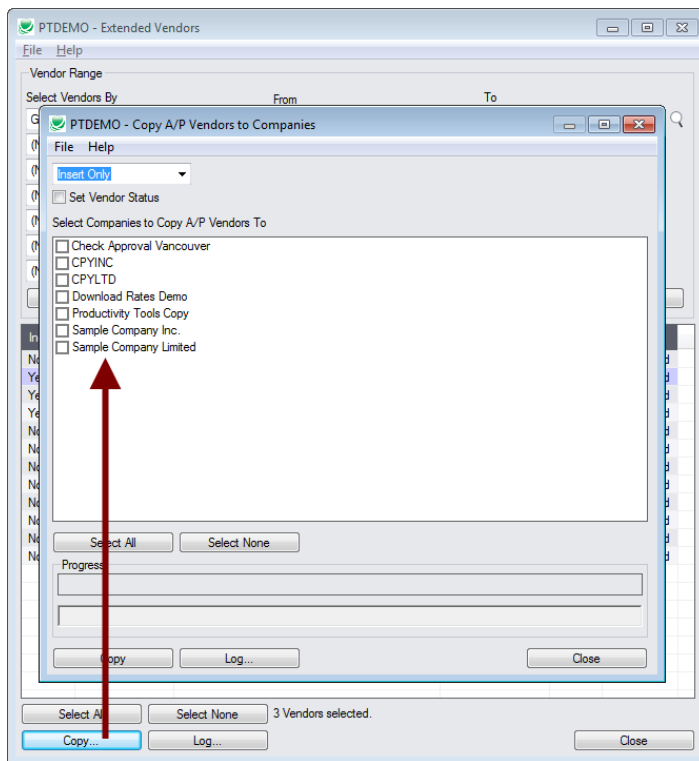 PTDEMO - Extended Vendors
File Help
Vendor Range
Select Vendors By From To
PTDEMO - Copy A/P Vendors to Companies
File Help
Insert Only
Set Vendor Status
Select Companies to Copy A/P Vendors To
Check Approval Vancouver
CPYINC
CPYLTD
Download Rates Demo
Productivity Tools Copy
Sample Company Inc.
Sample Company Limited
Select All Select None
Progress
Copy Log... Close
Select All Select None 3 Vendors selected.
Copy... Log... Close